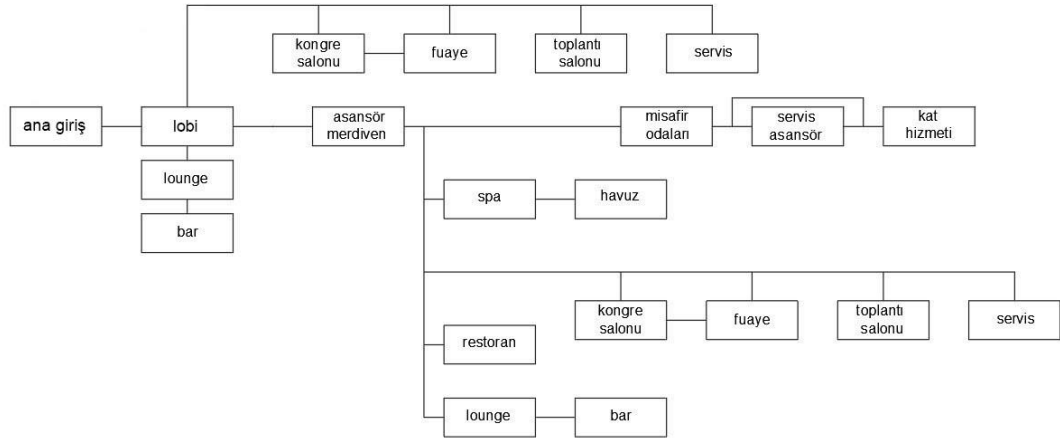 kongre
salonu
fuaye
toplantı
salonu
servis
ana giriş
lobi
asansör
merdiven
misafir
odaları
servis
asansör
kat
hizmeti
lounge
bar
spa
havuz
kongre
salonu
fuaye
toplantı
salonu
servis
restoran
lounge
bar